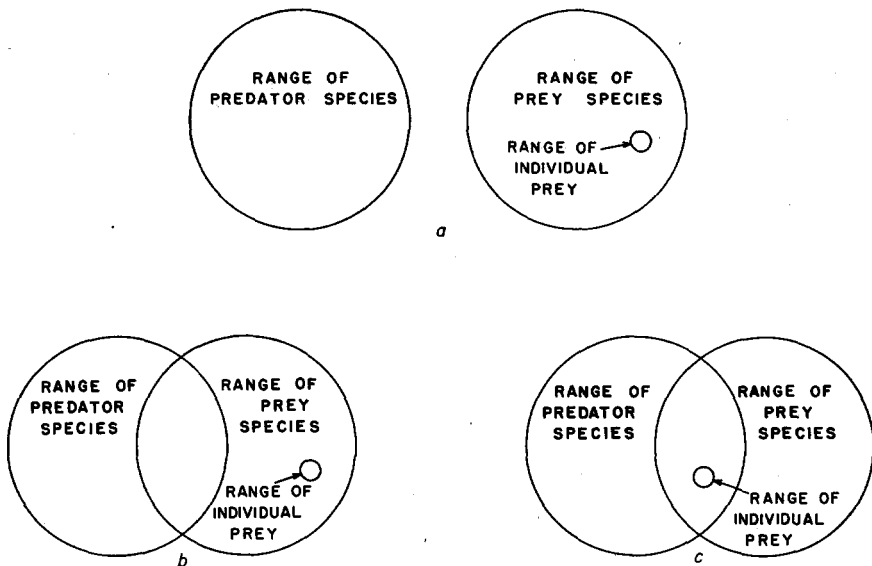 RANGE OF
PREDATOR SPECIES
RANGE OF
PREY SPECIES
RANGE OF
INDIVIDUAL
PREY
a
RANGE OF
PREDATOR
SPECIES
RANGE OF
PREY
SPECIES
RANGE OF
INDIVIDUAL
PREY
b
RANGE OF
PREDATOR
SPECIES
RANGE OF
PREY
SPECIES
RANGE OF
INDIVIDUAL
PREY
c